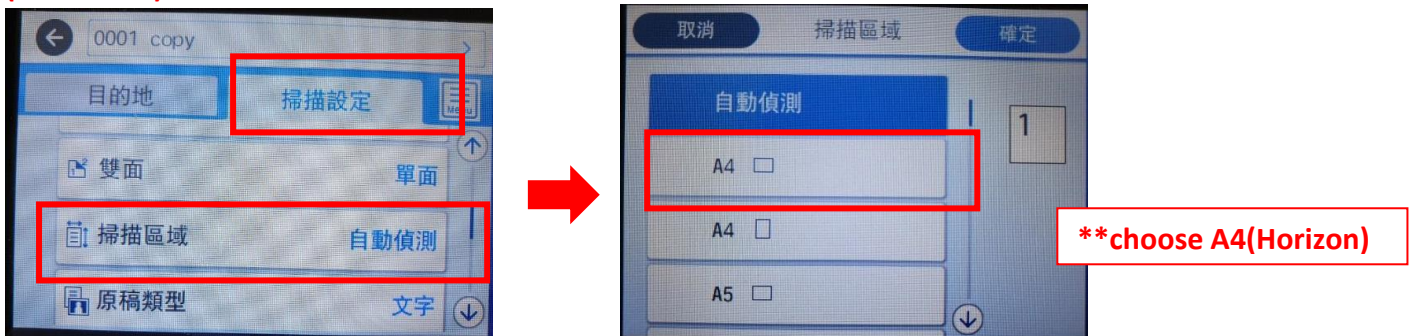 0001 copy
目的地
掃描設定
Menu
雙面
單面
掃描區域
自動偵測
原稿類型
文字
取消
掃描區域
確定
自動偵測
1
A4
A4
A5
**choose A4(Horizon)